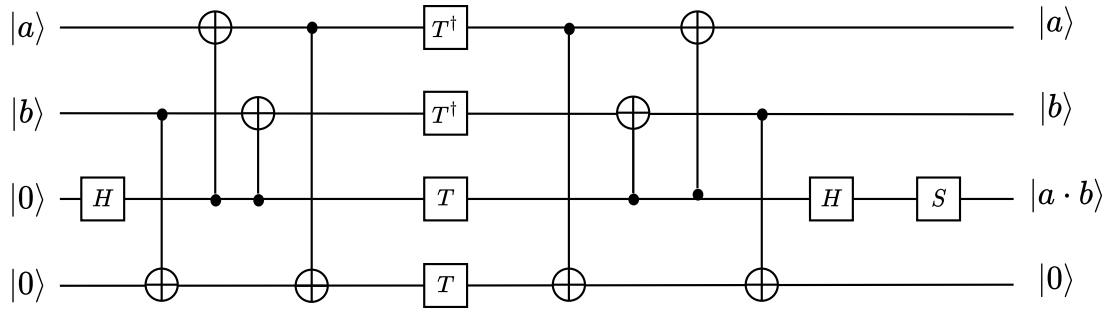 |a⟩ T† |a⟩
|b⟩ T† |b⟩
|0⟩ H T H S |a · b⟩
|0⟩ T |0⟩